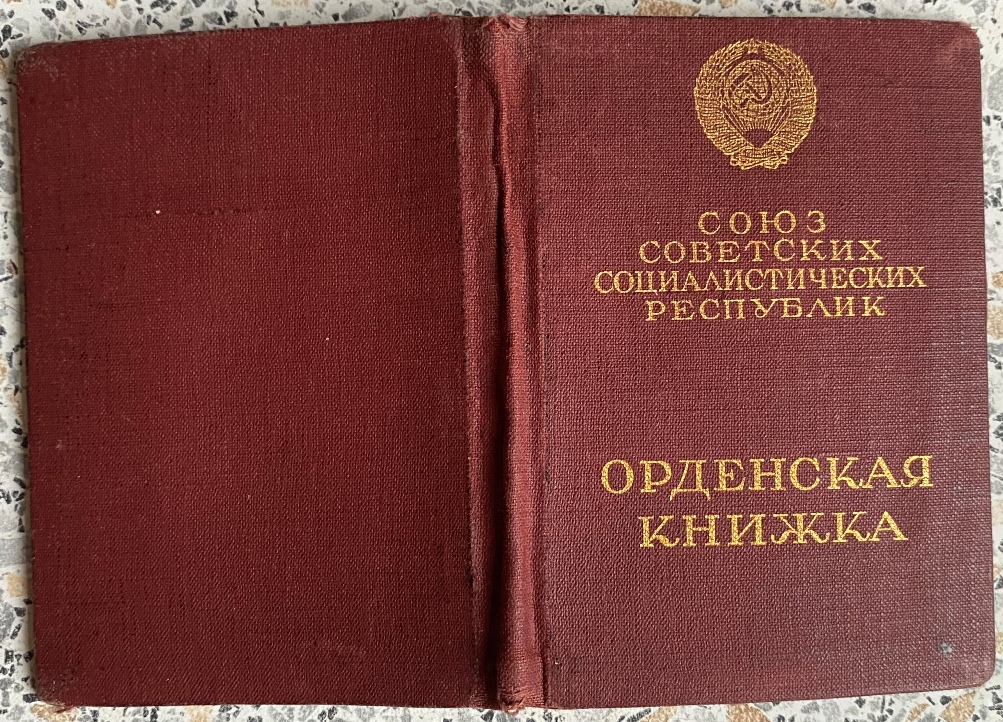 СОЮЗ
СОВЕТСКИХ
СОЦИАЛИСТИЧЕСКИХ
РЕСПУБЛИК
ОРДЕНСКАЯ
КНИЖКА